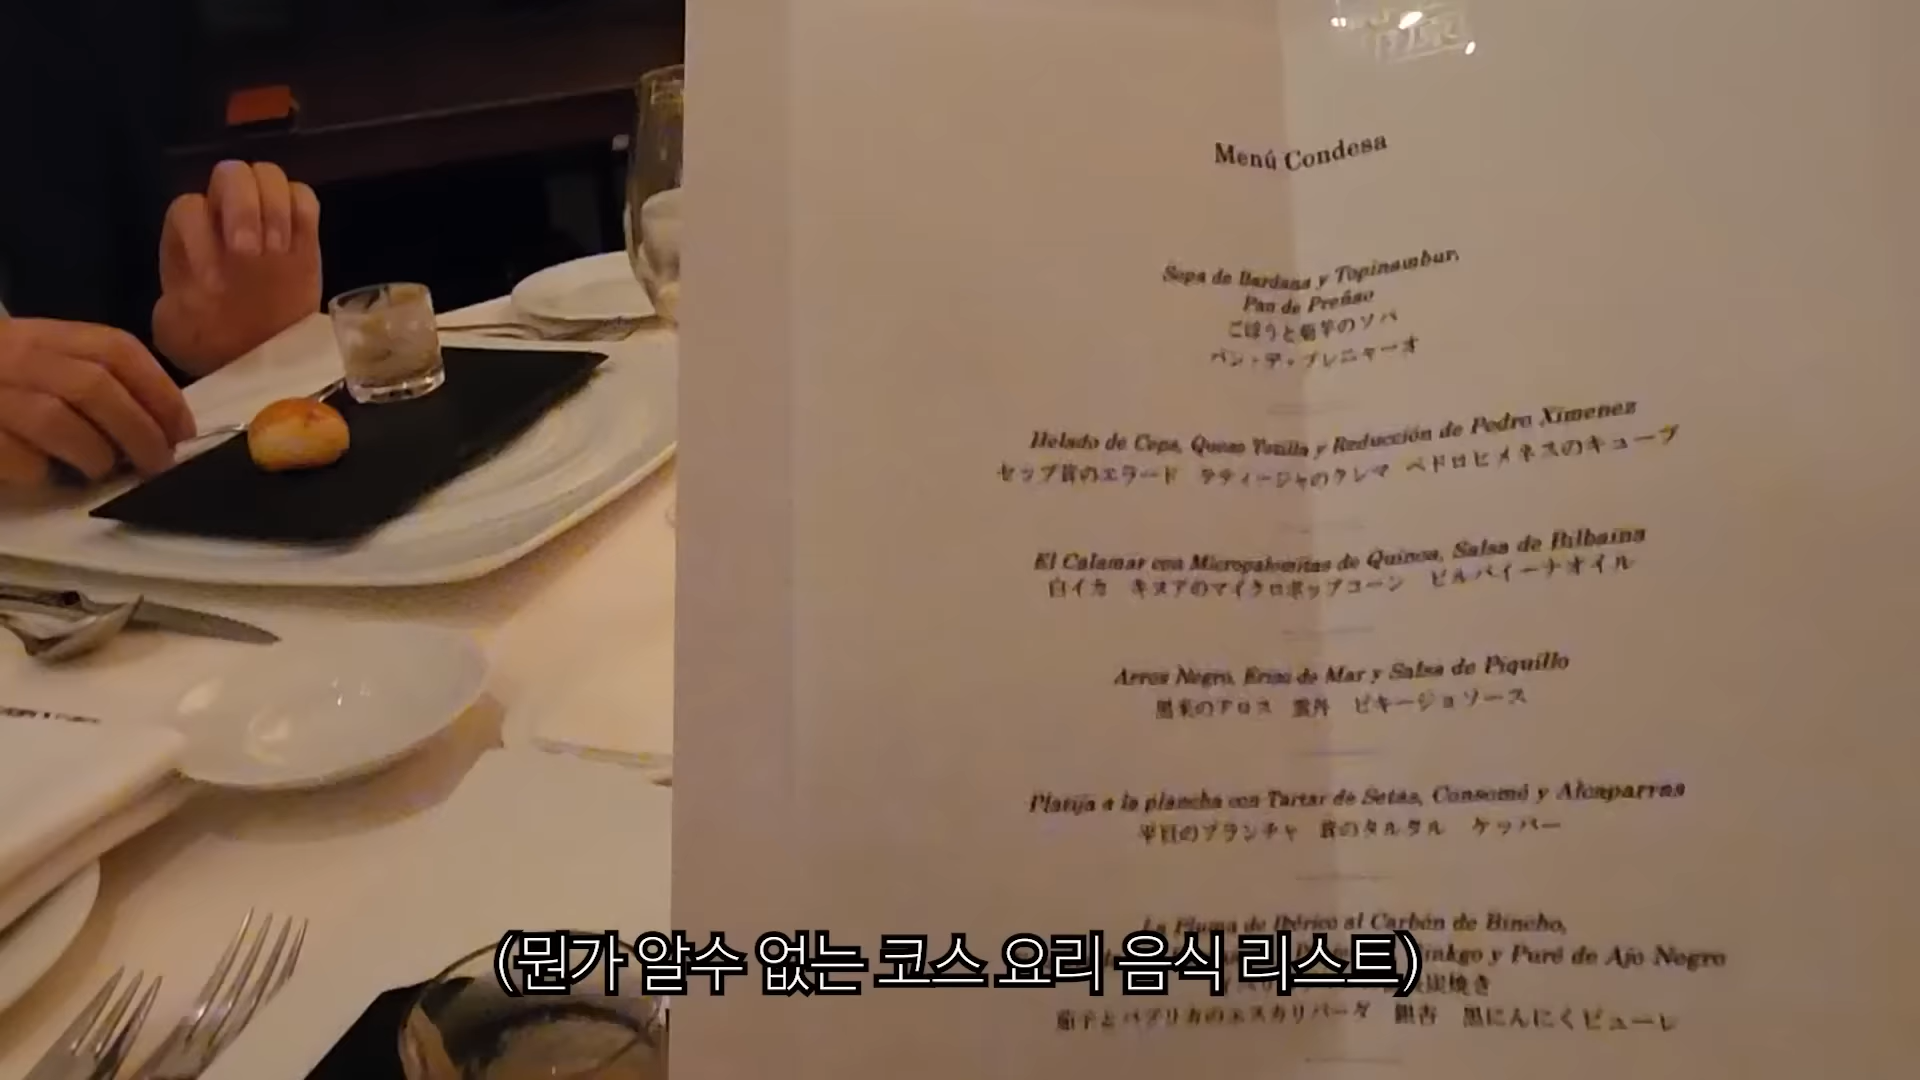 Menú Condesa
Sopa de Bardana y Topinambur,
Pan de Preñao
ごぼうと菊芋のソパ
パン・デ・プレニャーオ
Helado de Ceps, Queso y Reducción de Pedro Ximenez
セップ茸のエラード のクレマ ペドロヒメネスのキューブ
El Calamar con Micropalomitas de Quinoa, Salsa de Bilbaina
白イカ キヌアのマイクロポップコーン ビルバイーナオイル
Arroz Negro, Erizo de Mar y Salsa de Piquillo
黒米のアロス 雲丹 ピキージョソース
Platija a la plancha con Tartar de Setas, Consomé y Alcaparras
平目のプランチャ 茸のタルタル ケッパー
La Pluma de Ibérico al Carbón de Bincho,
Ginkgo y Puré de Ajo Negro
炭焼き
茄子とパプリカのエスカリバーダ 銀杏 黒にんにくピューレ
(뭔가 알수 없는 코스 요리 음식 리스트)